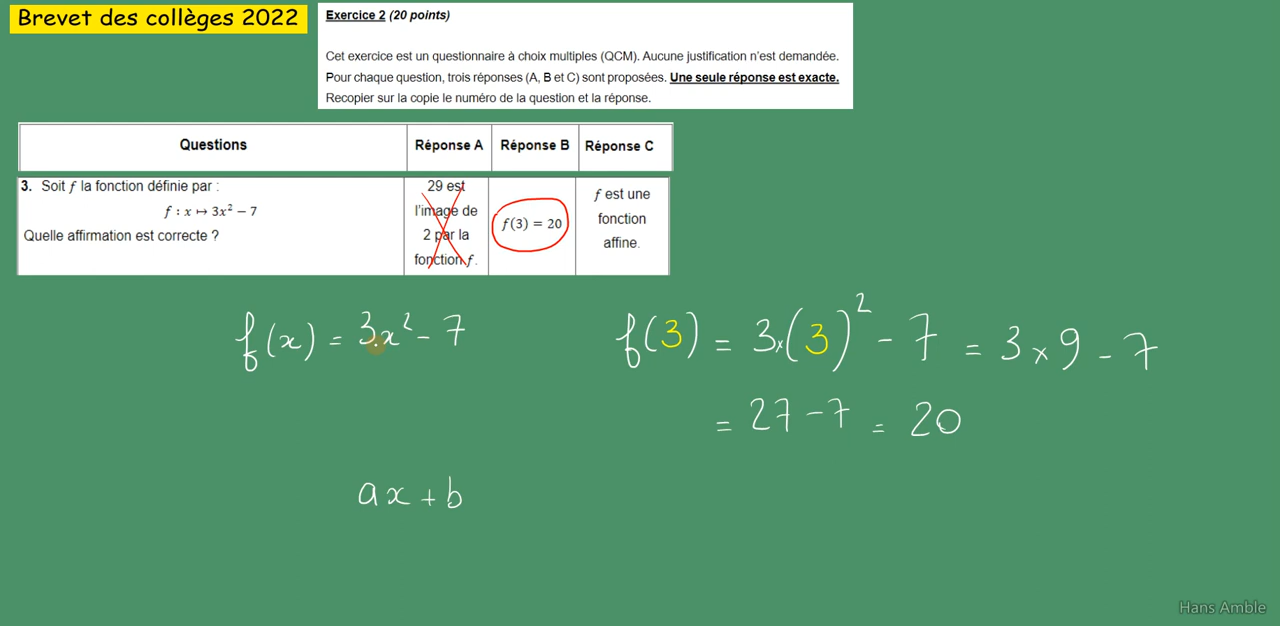 Brevet des collèges 2022
Exercice 2 (20 points)
Cet exercice est un questionnaire à choix multiples (QCM). Aucune justification n'est demandée.
Pour chaque question, trois réponses (A, B et C) sont proposées. Une seule réponse est exacte.
Recopier sur la copie le numéro de la question et la réponse.
Questions
Réponse A
Réponse B
Réponse C
3. Soit f la fonction définie par :
f : x ↦ 3x² − 7
Quelle affirmation est correcte ?
29 est
l'image de
2 par la
fonction f.
f(3) = 20
f est une
fonction
affine.
f(x) = 3x² − 7
f(3) = 3×(3)² − 7 = 3 × 9 − 7
= 27 − 7 = 20
ax + b
Hans Amble